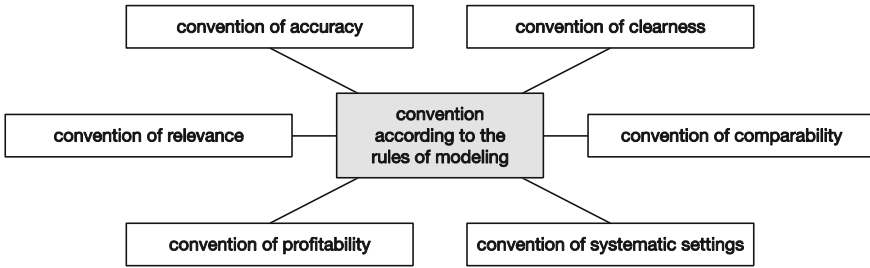 convention of accuracy
convention of clearness
convention
according to the
rules of modeling
convention of relevance
convention of comparability
convention of profitability
convention of systematic settings